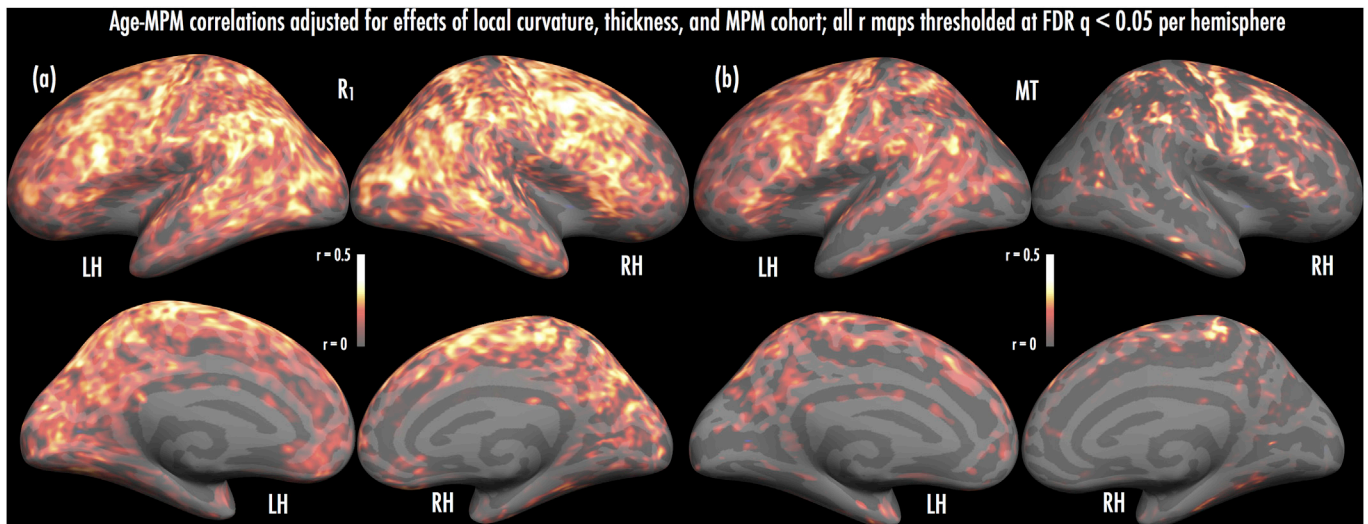 Age-MPM correlations adjusted for effects of local curvature, thickness, and MPM cohort; all r maps thresholded at FDR q < 0.05 per hemisphere
(a)
R1
(b)
MT
LH
r = 0.5
r = 0
RH
LH
r = 0.5
r = 0
RH
LH
RH
LH
RH